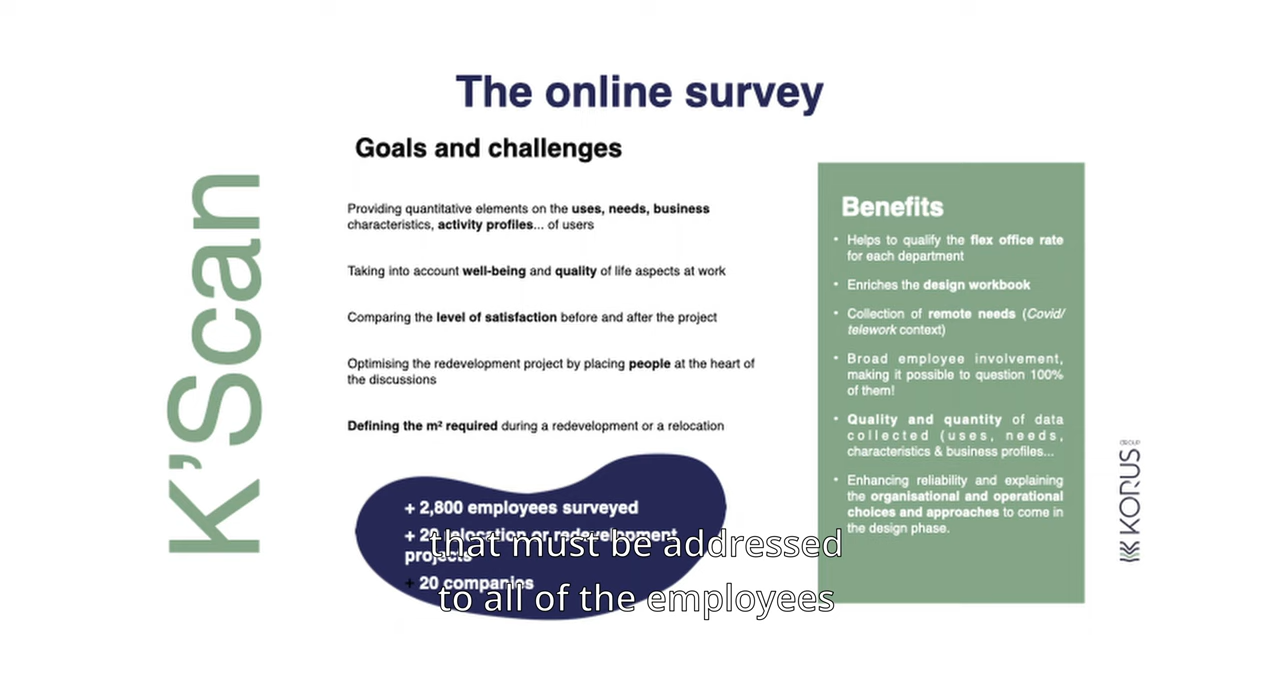 The online survey
Goals and challenges
K'Scan
Providing quantitative elements on the uses, needs, business
characteristics, activity profiles... of users
Taking into account well-being and quality of life aspects at work
Comparing the level of satisfaction before and after the project
Optimising the redevelopment project by placing people at the heart of
the discussions
Defining the m² required during a redevelopment or a relocation
+ 2,800 employees surveyed
+ 20 relocation or redevelopment
projects
+ 20 companies
Benefits
• Helps to qualify the flex office rate
for each department
• Enriches the design workbook
• Collection of remote needs (Covid/
telework context)
• Broad employee involvement,
making it possible to question 100%
of them!
• Quality and quantity of data
collected (uses, needs,
characteristics & business profiles...
• Enhancing reliability and explaining
the organisational and operational
choices and approaches to come in
the design phase.
KORUS GROUP
that must be addressed
to all of the employees